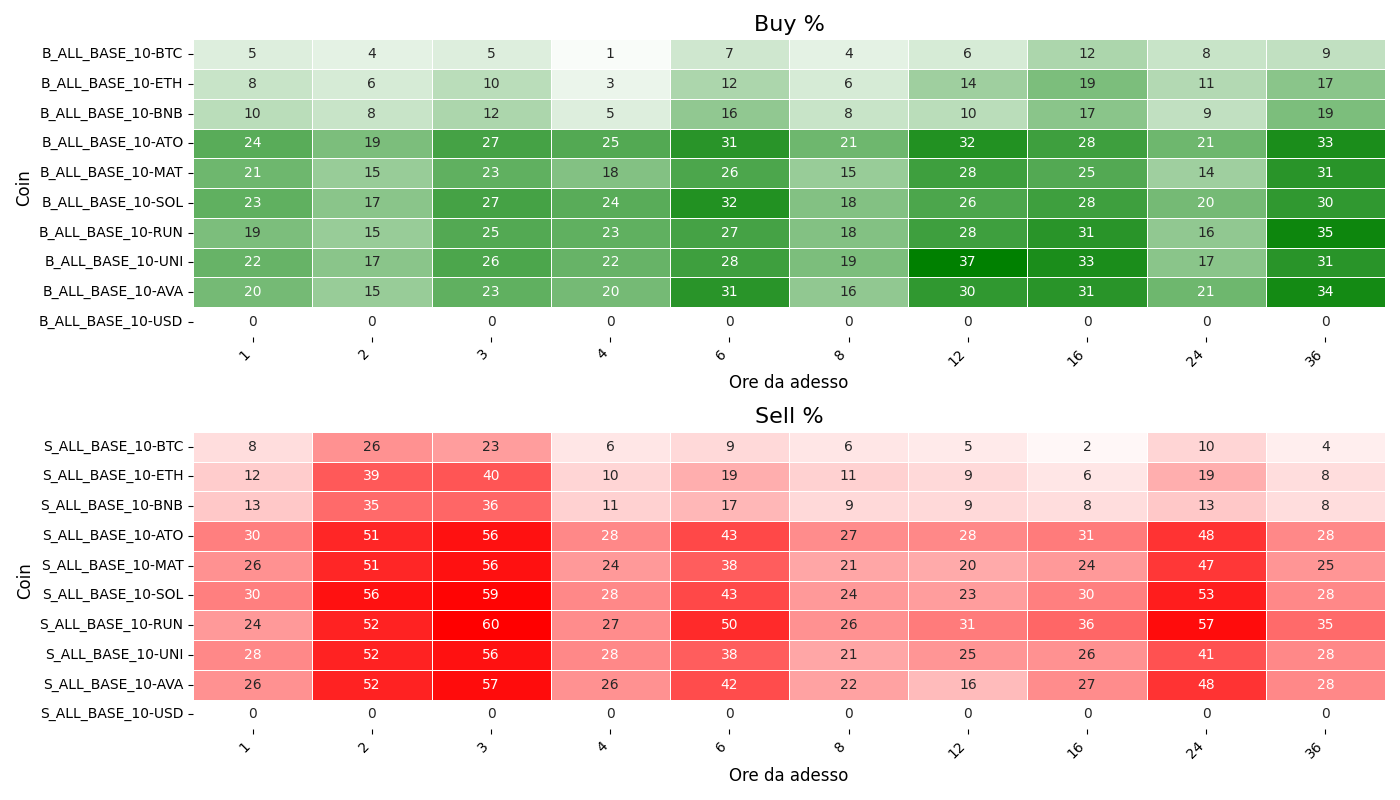 Buy %
Coin
B_ALL_BASE_10-BTC 5 4 5 1 7 4 6 12 8 9
B_ALL_BASE_10-ETH 8 6 10 3 12 6 14 19 11 17
B_ALL_BASE_10-BNB 10 8 12 5 16 8 10 17 9 19
B_ALL_BASE_10-ATO 24 19 27 25 31 21 32 28 21 33
B_ALL_BASE_10-MAT 21 15 23 18 26 15 28 25 14 31
B_ALL_BASE_10-SOL 23 17 27 24 32 18 26 28 20 30
B_ALL_BASE_10-RUN 19 15 25 23 27 18 28 31 16 35
B_ALL_BASE_10-UNI 22 17 26 22 28 19 37 33 17 31
B_ALL_BASE_10-AVA 20 15 23 20 31 16 30 31 21 34
B_ALL_BASE_10-USD 0 0 0 0 0 0 0 0 0 0
1 2 3 4 6 8 12 16 24 36
Ore da adesso
Sell %
Coin
S_ALL_BASE_10-BTC 8 26 23 6 9 6 5 2 10 4
S_ALL_BASE_10-ETH 12 39 40 10 19 11 9 6 19 8
S_ALL_BASE_10-BNB 13 35 36 11 17 9 9 8 13 8
S_ALL_BASE_10-ATO 30 51 56 28 43 27 28 31 48 28
S_ALL_BASE_10-MAT 26 51 56 24 38 21 20 24 47 25
S_ALL_BASE_10-SOL 30 56 59 28 43 24 23 30 53 28
S_ALL_BASE_10-RUN 24 52 60 27 50 26 31 36 57 35
S_ALL_BASE_10-UNI 28 52 56 28 38 21 25 26 41 28
S_ALL_BASE_10-AVA 26 52 57 26 42 22 16 27 48 28
S_ALL_BASE_10-USD 0 0 0 0 0 0 0 0 0 0
1 2 3 4 6 8 12 16 24 36
Ore da adesso